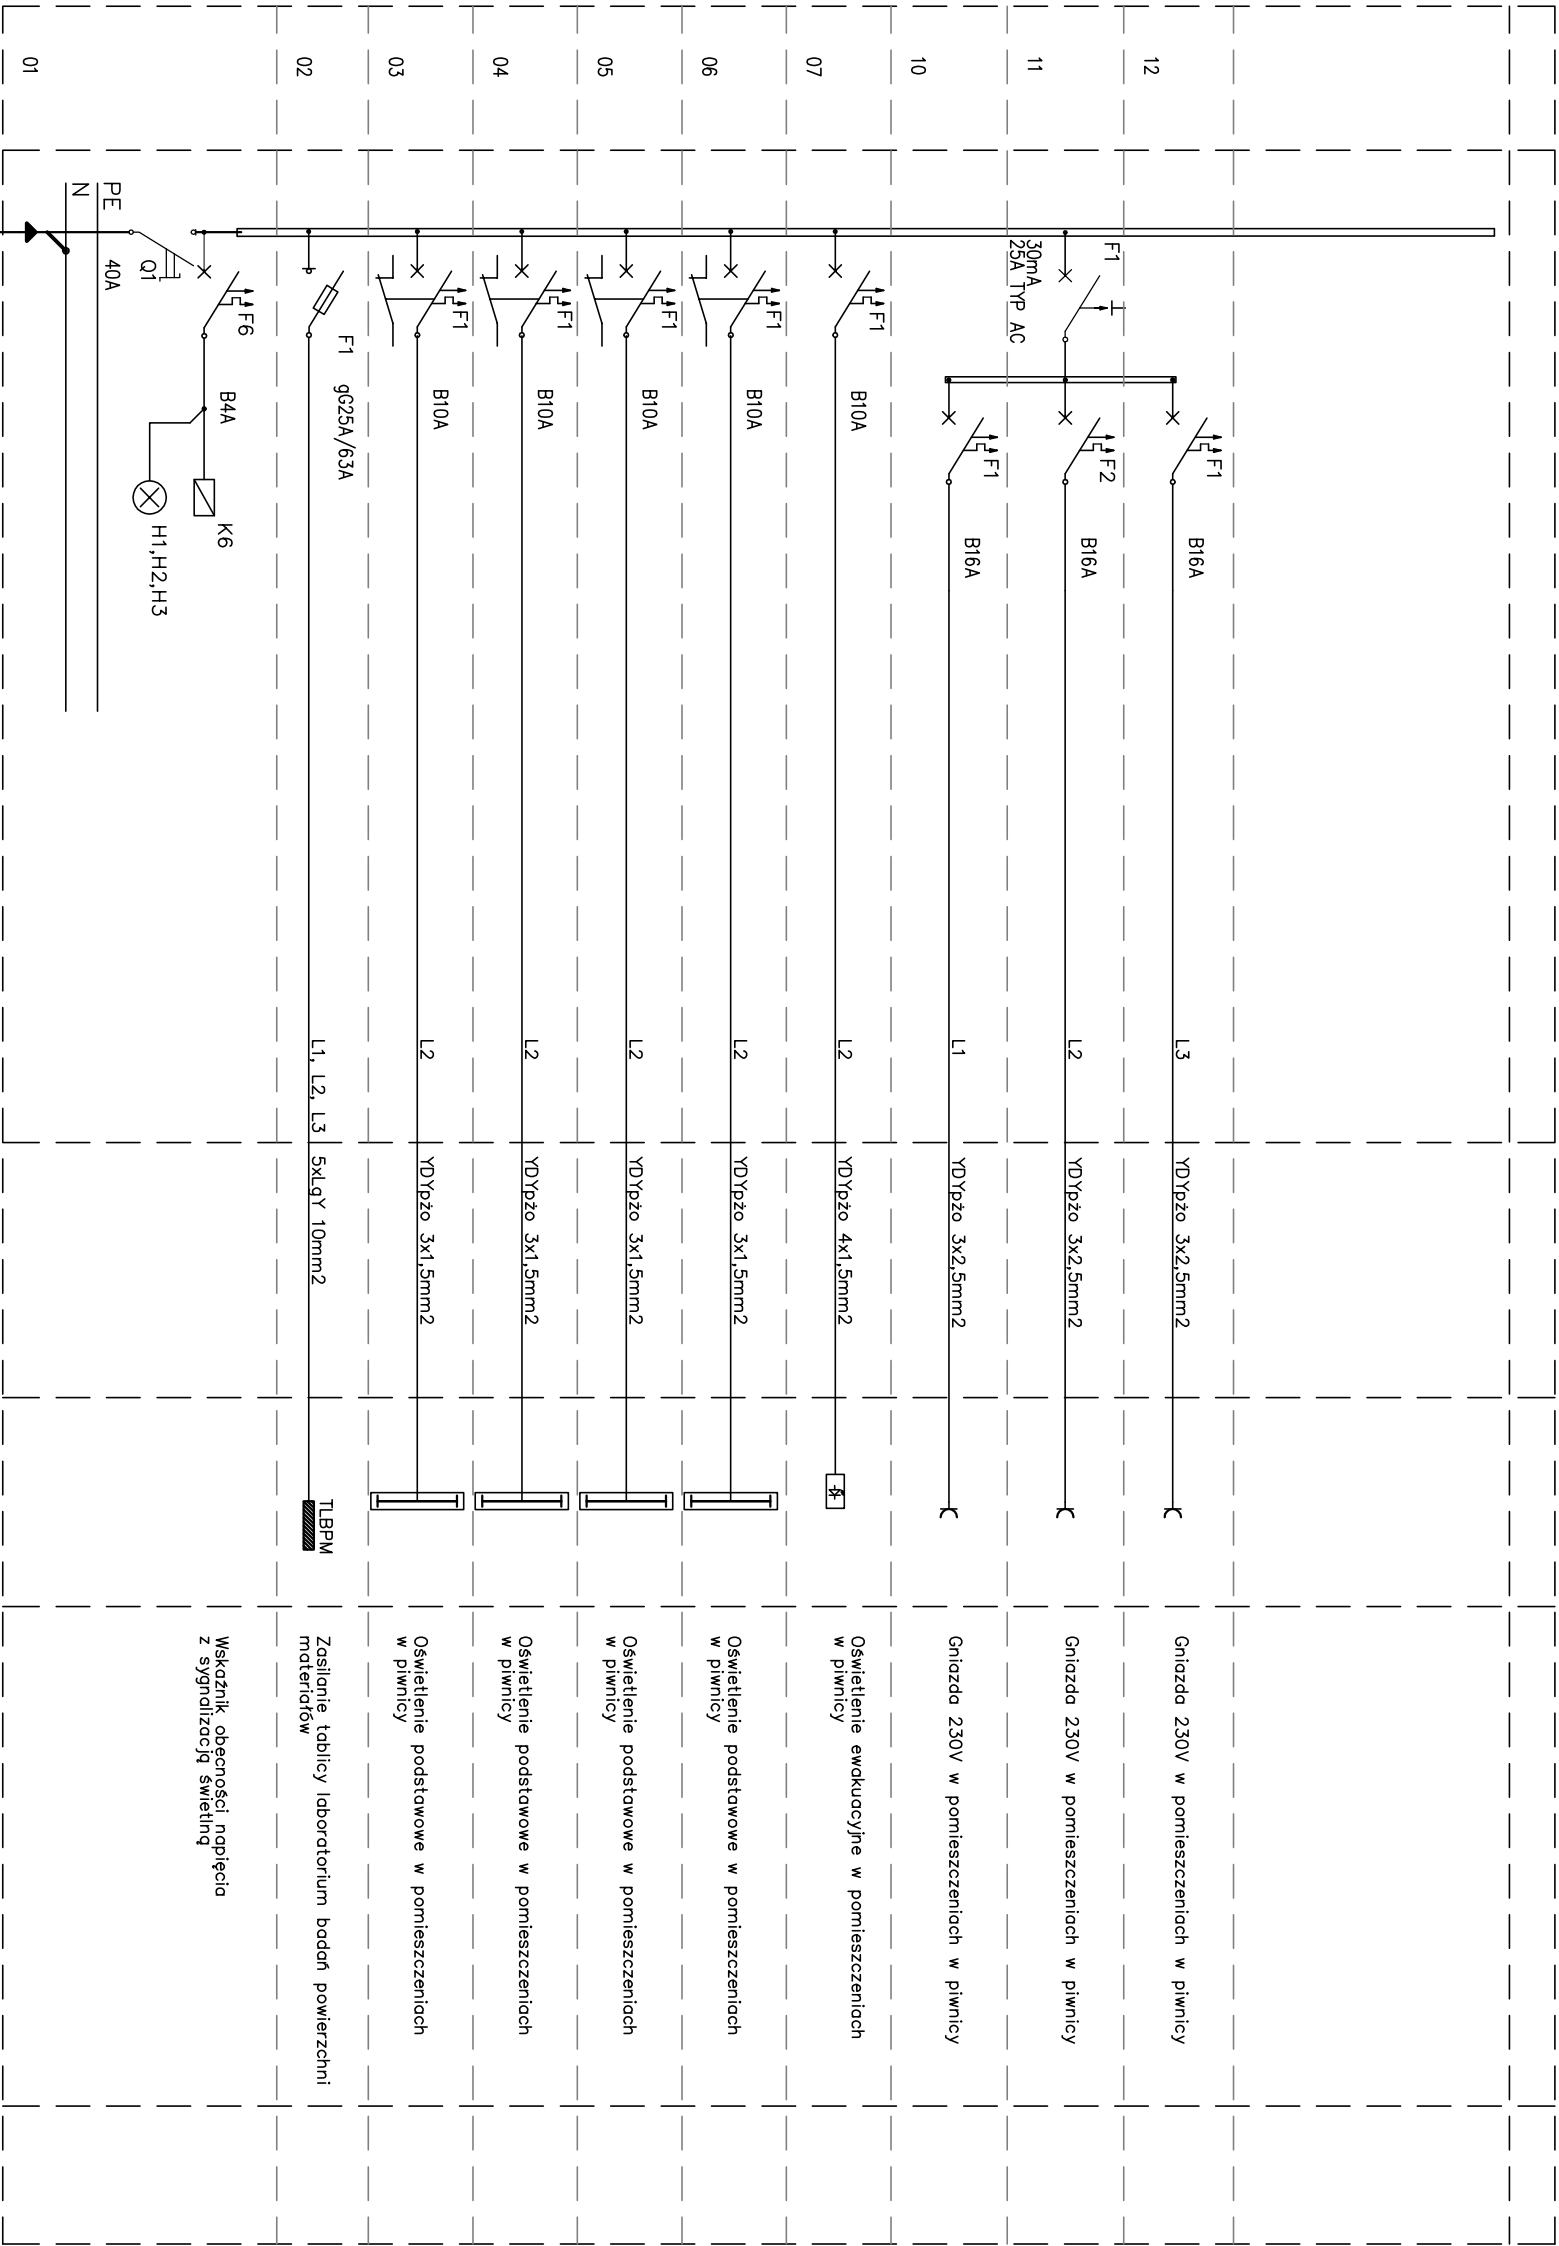 01
N
PE
40A
Q1
F6
B4A
K6
H1,H2,H3
Wskaźnik obecności napięcia
z sygnalizacją świetlną
02
F1 gG25A/63A
L1, L2, L3
5xLgY 10mm2
TLBPM
Zasilanie tablicy laboratorium badań powierzchni
materiałów
03
F1
B10A
L2
YDYpżo 3x1,5mm2
Oświetlenie podstawowe w pomieszczeniach
w piwnicy
04
F1
B10A
L2
YDYpżo 3x1,5mm2
Oświetlenie podstawowe w pomieszczeniach
w piwnicy
05
F1
B10A
L2
YDYpżo 3x1,5mm2
Oświetlenie podstawowe w pomieszczeniach
w piwnicy
06
F1
B10A
L2
YDYpżo 3x1,5mm2
Oświetlenie podstawowe w pomieszczeniach
w piwnicy
07
F1
B10A
L2
YDYpżo 4x1,5mm2
Oświetlenie ewakuacyjne w pomieszczeniach
w piwnicy
10
F1
B16A
L1
YDYpżo 3x2,5mm2
Gniazda 230V w pomieszczeniach w piwnicy
11
F1
30mA
25A TYP AC
F2
B16A
L2
YDYpżo 3x2,5mm2
Gniazda 230V w pomieszczeniach w piwnicy
12
F1
B16A
L3
YDYpżo 3x2,5mm2
Gniazda 230V w pomieszczeniach w piwnicy